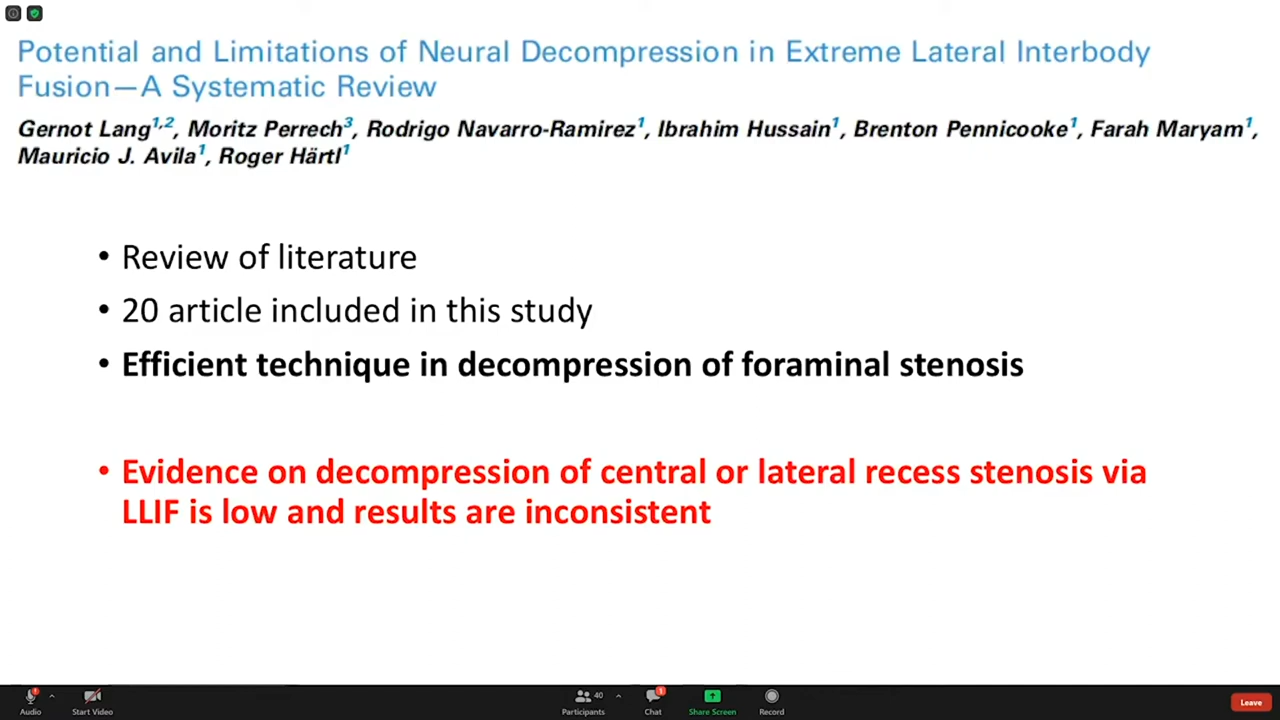 Potential and Limitations of Neural Decompression in Extreme Lateral Interbody
Fusion—A Systematic Review
Gernot Lang1,2, Moritz Perrech3, Rodrigo Navarro-Ramirez1, Ibrahim Hussain1, Brenton Pennicooke1, Farah Maryam1,
Mauricio J. Avila1, Roger Härtl1
• Review of literature
• 20 article included in this study
• Efficient technique in decompression of foraminal stenosis
• Evidence on decompression of central or lateral recess stenosis via
LLIF is low and results are inconsistent
Audio Start Video Participants 40 Chat 1 Share Screen Record Leave